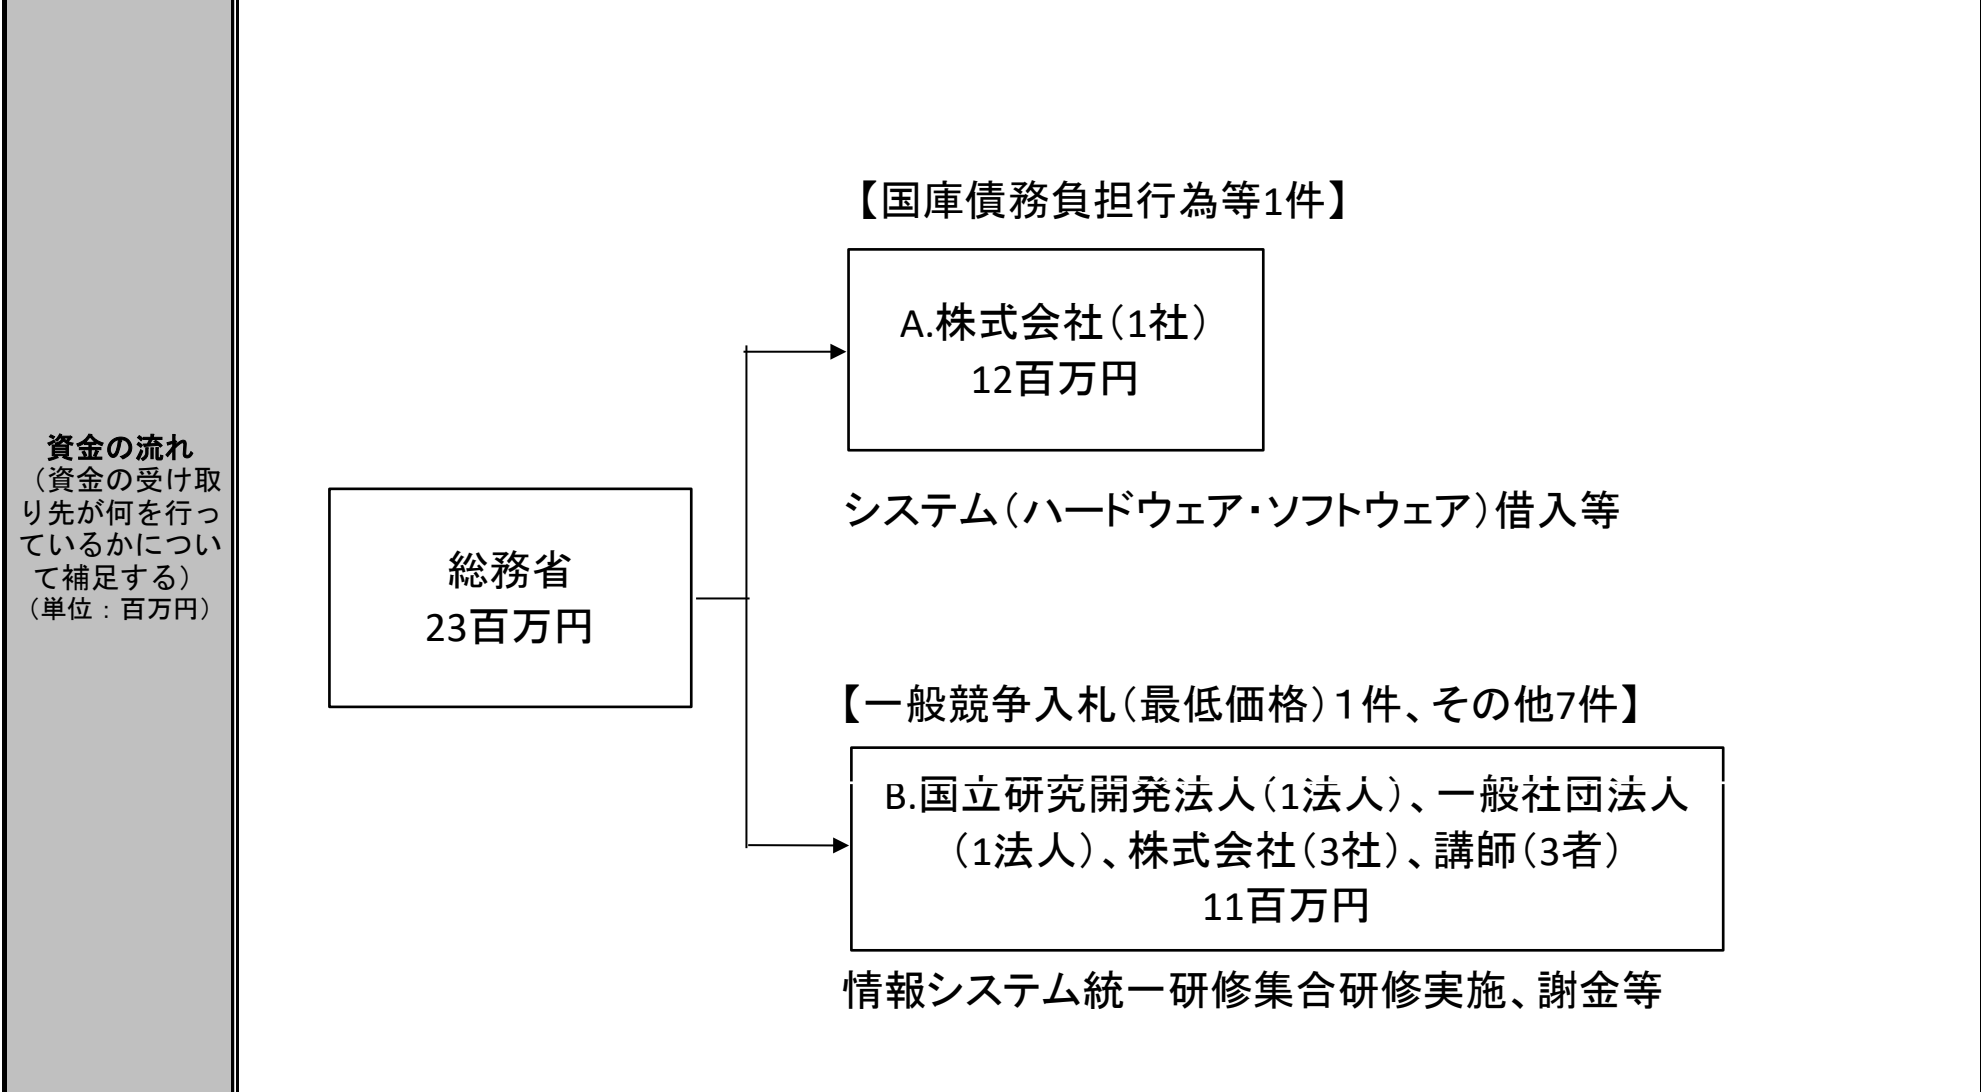 資金の流れ
（資金の受け取
り先が何を行っ
ているかについ
て補足する）
（単位：百万円）
総務省
23百万円
【国庫債務負担行為等1件】
A.株式会社（1社）
12百万円
システム（ハードウェア・ソフトウェア）借入等
【一般競争入札（最低価格）１件、その他7件】
B.国立研究開発法人（1法人）、一般社団法人
（1法人）、株式会社（3社）、講師（3者）
11百万円
情報システム統一研修集合研修実施、謝金等